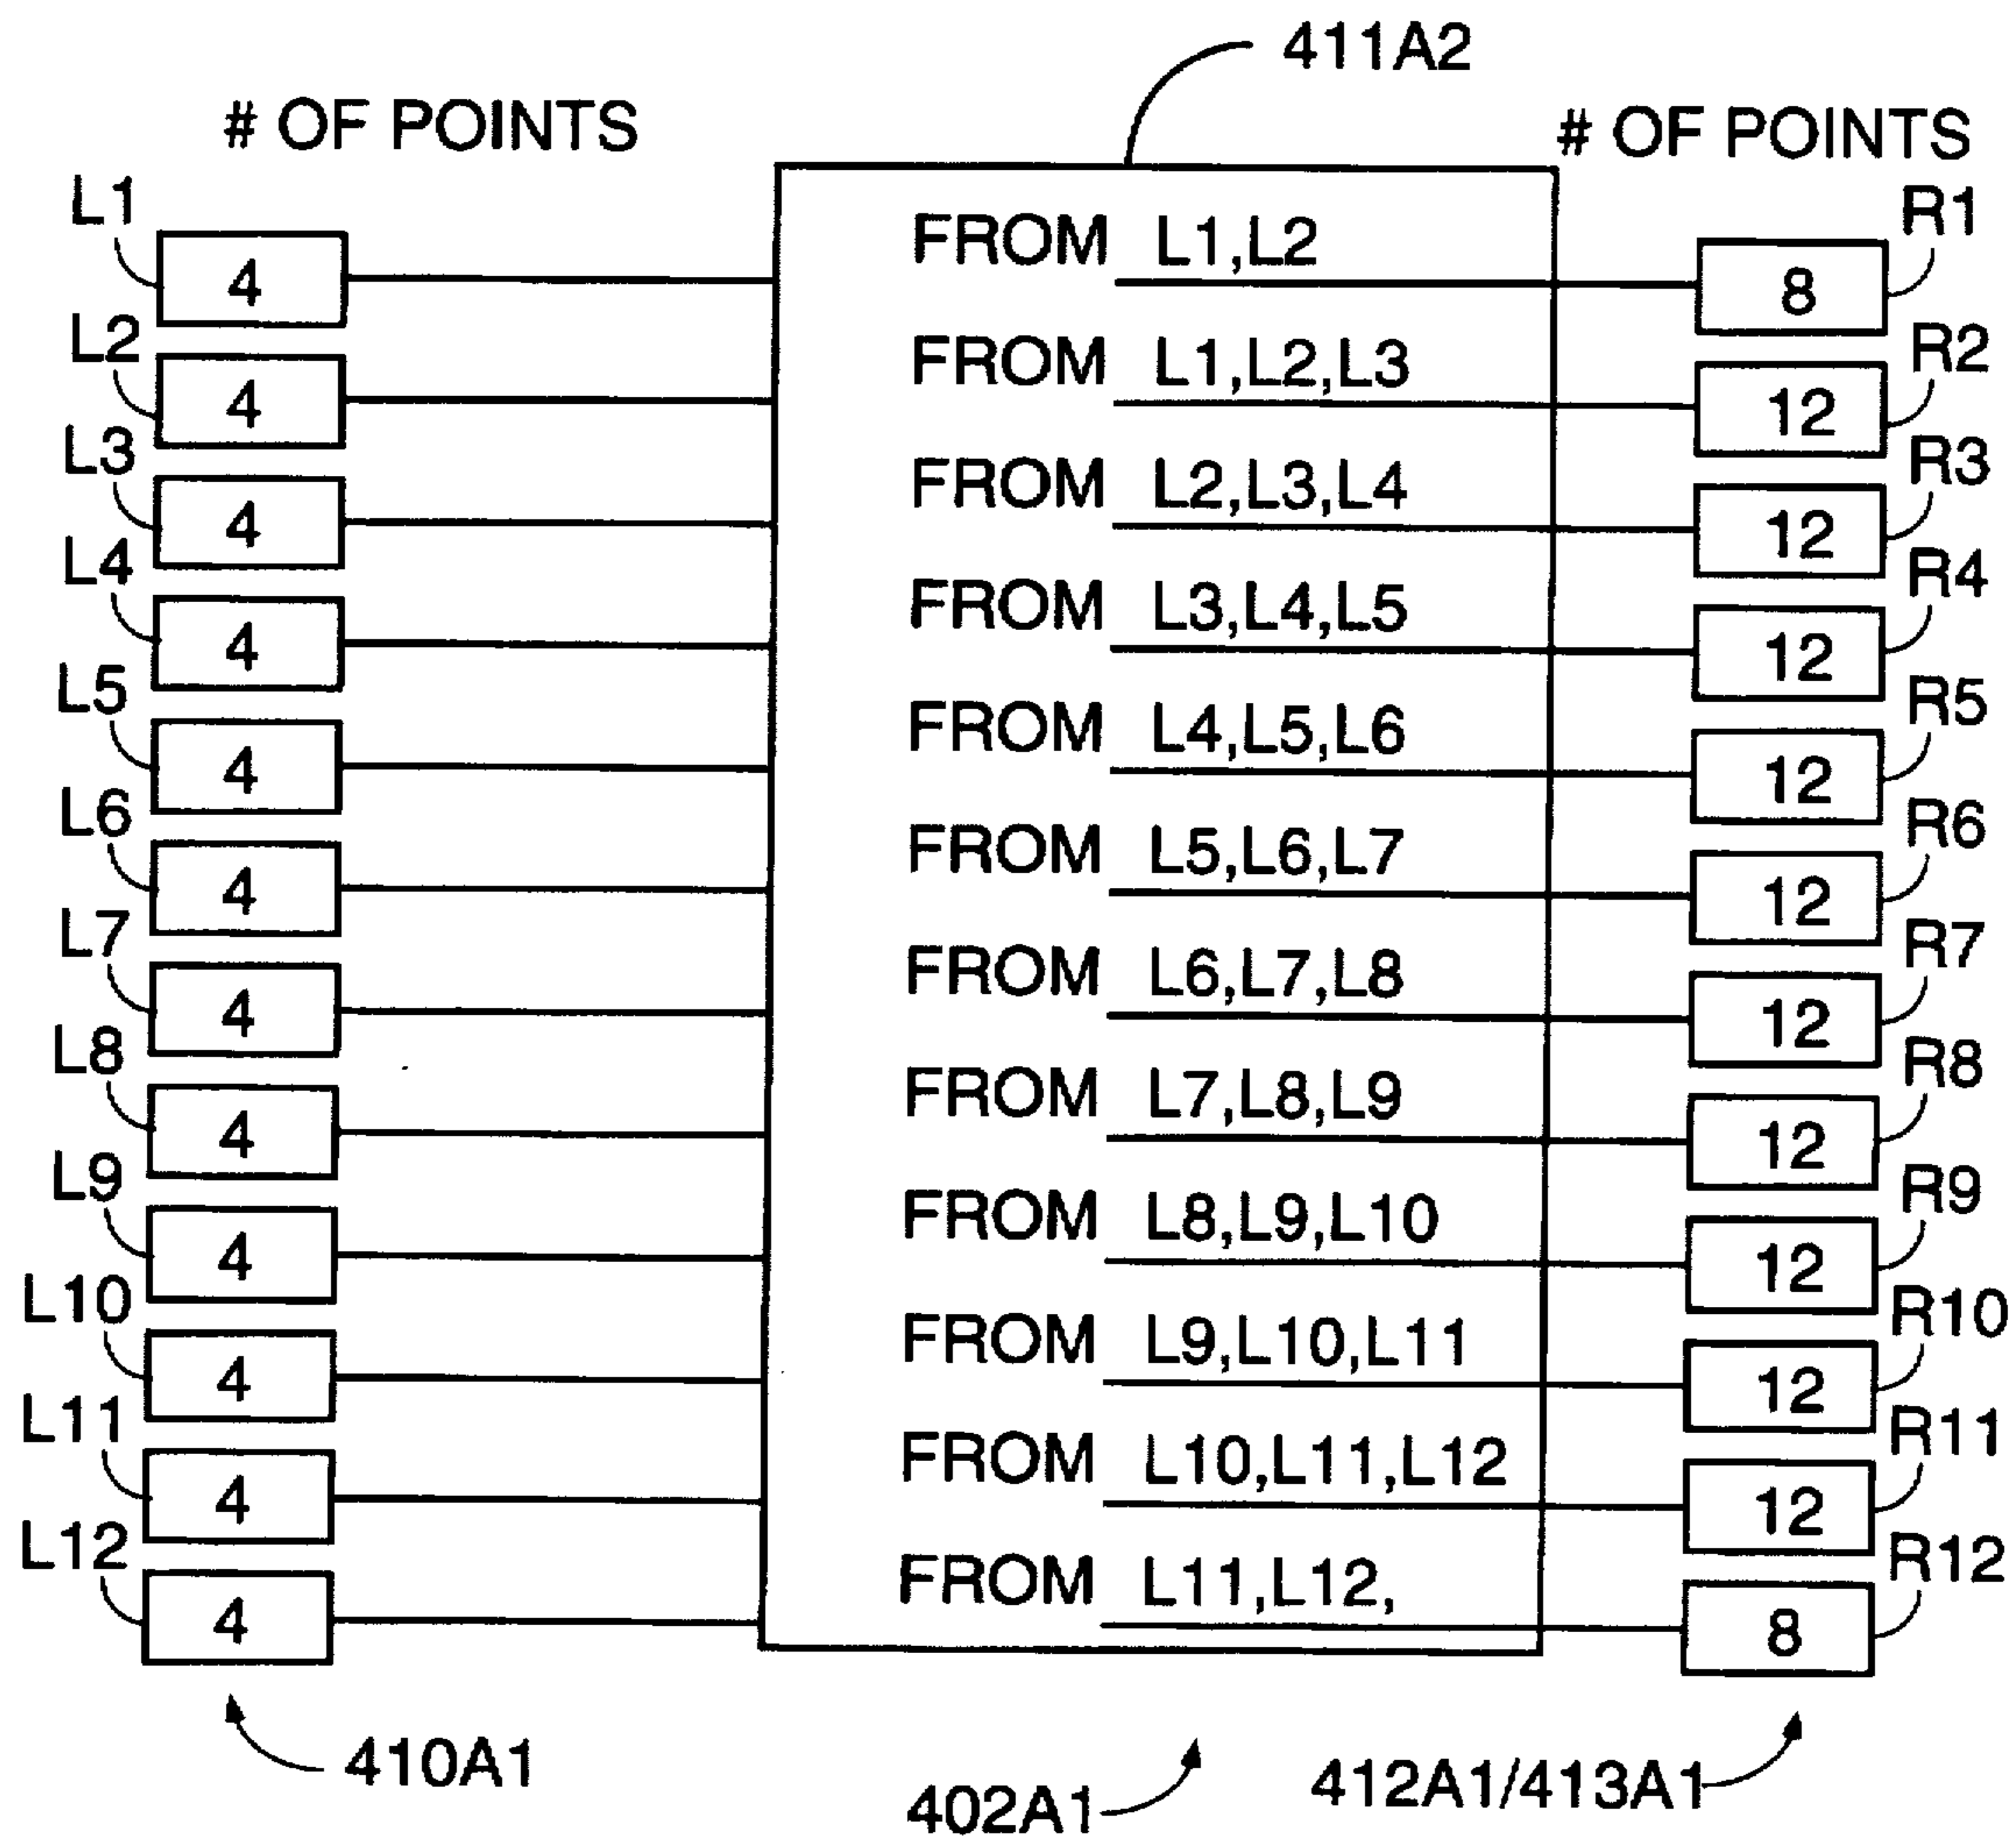 411A2
# OF POINTS
# OF POINTS
L1 4 FROM L1,L2 8 R1
L2 4 FROM L1,L2,L3 12 R2
L3 4 FROM L2,L3,L4 12 R3
L4 4 FROM L3,L4,L5 12 R4
L5 4 FROM L4,L5,L6 12 R5
L6 4 FROM L5,L6,L7 12 R6
L7 4 FROM L6,L7,L8 12 R7
L8 4 FROM L7,L8,L9 12 R8
L9 4 FROM L8,L9,L10 12 R9
L10 4 FROM L9,L10,L11 12 R10
L11 4 FROM L10,L11,L12 12 R11
L12 4 FROM L11,L12, 8 R12
410A1
402A1
412A1/413A1